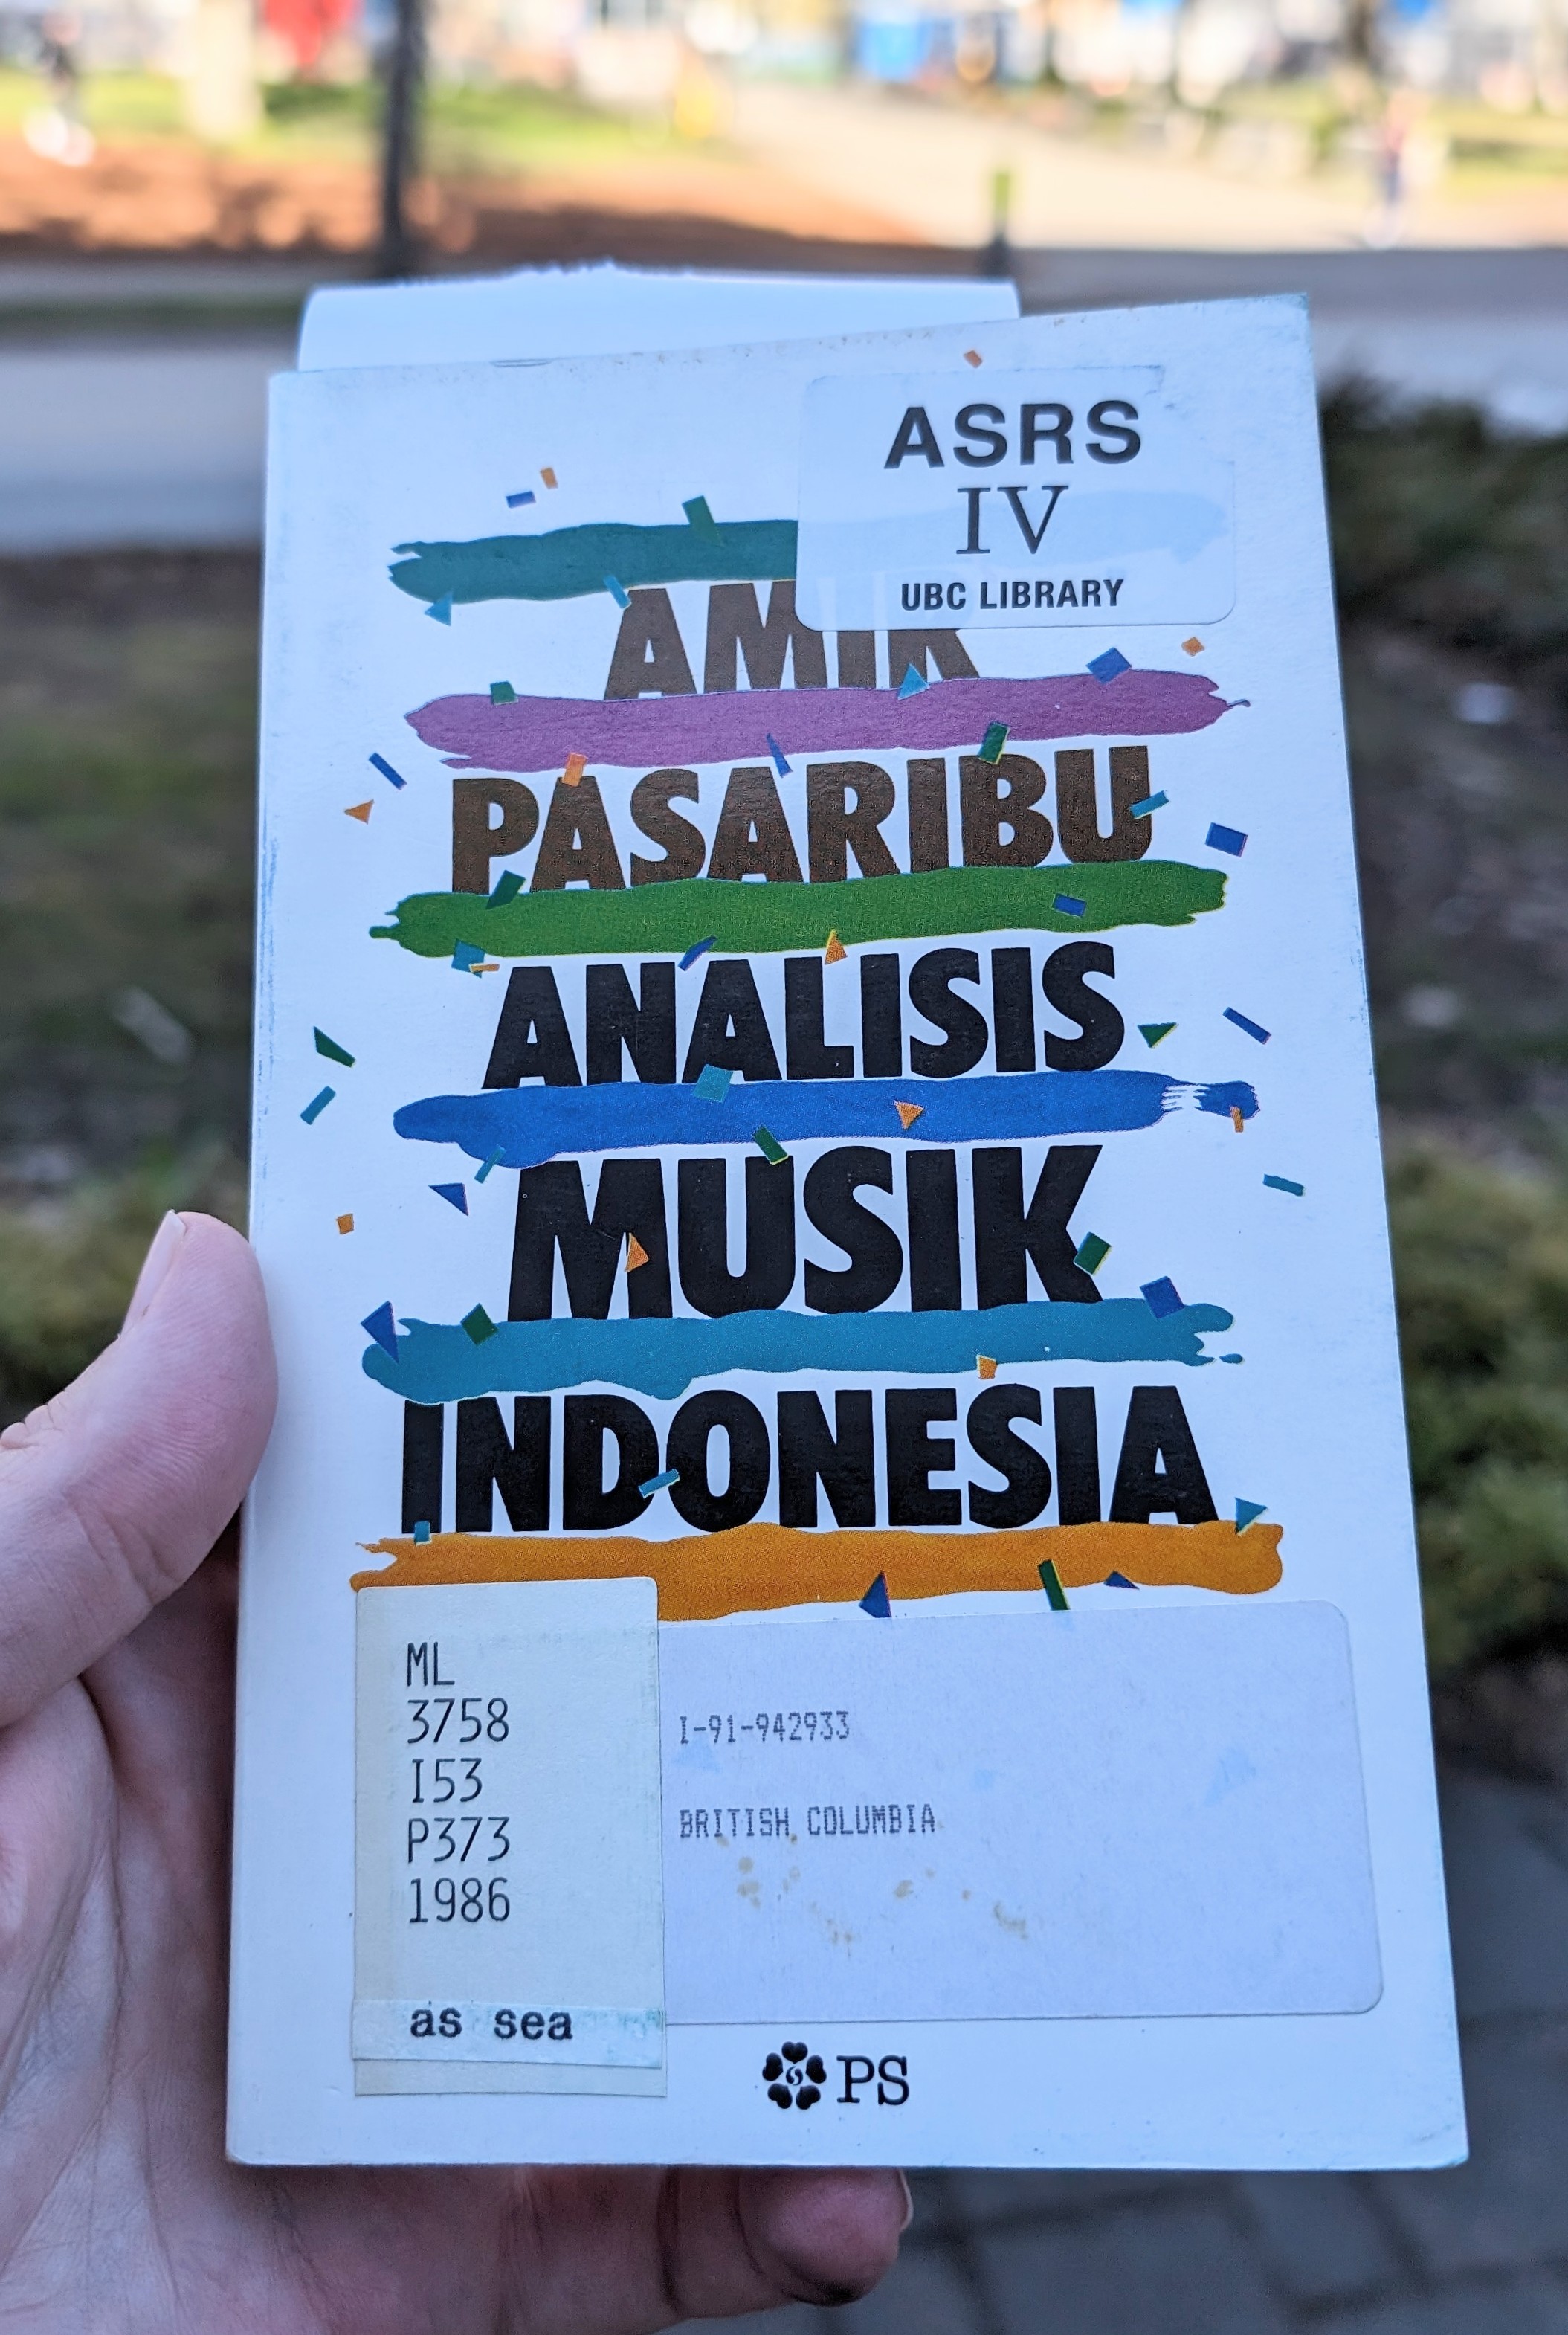 ASRS
IV
UBC LIBRARY
AMIR
PASARIBU
ANALISIS
MUSIK
INDONESIA
ML
3758
I53
P373
1986
as sea
I-91-942933
BRITISH COLUMBIA
PS